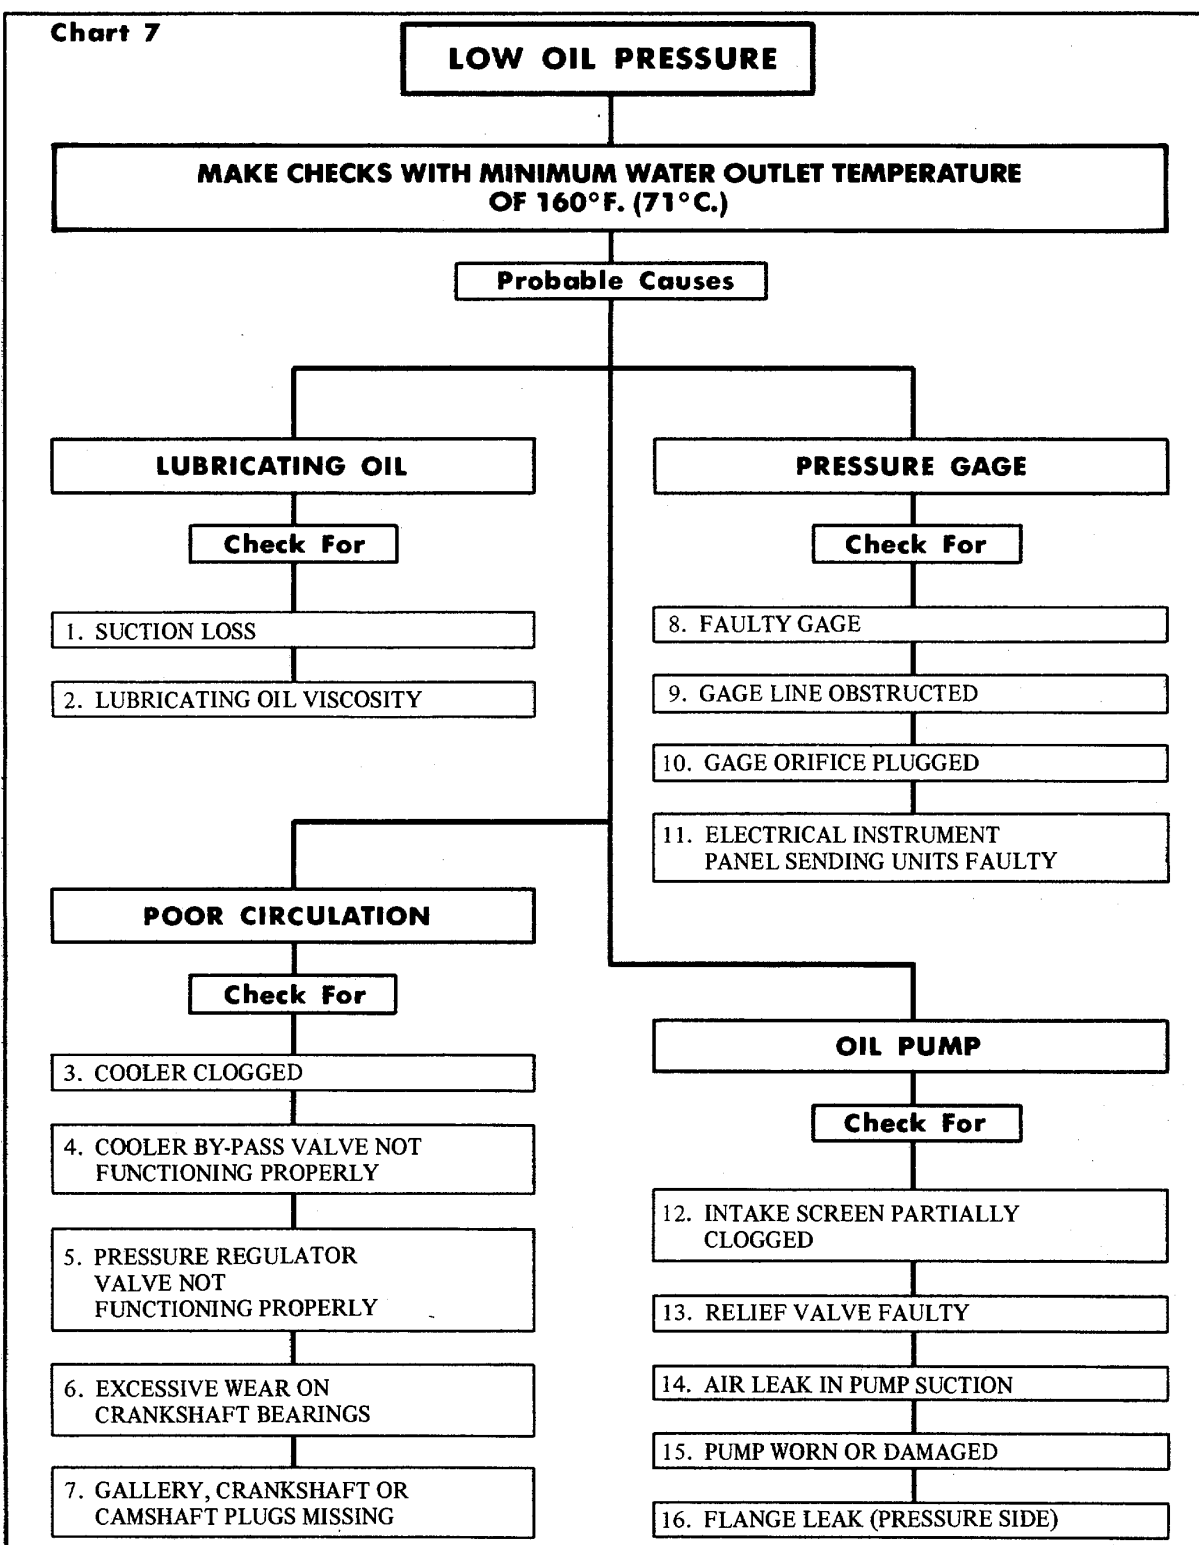 Chart 7
LOW OIL PRESSURE
MAKE CHECKS WITH MINIMUM WATER OUTLET TEMPERATURE
OF 160°F. (71°C.)
Probable Causes
LUBRICATING OIL
Check For
1. SUCTION LOSS
2. LUBRICATING OIL VISCOSITY
POOR CIRCULATION
Check For
3. COOLER CLOGGED
4. COOLER BY-PASS VALVE NOT
FUNCTIONING PROPERLY
5. PRESSURE REGULATOR
VALVE NOT
FUNCTIONING PROPERLY
6. EXCESSIVE WEAR ON
CRANKSHAFT BEARINGS
7. GALLERY, CRANKSHAFT OR
CAMSHAFT PLUGS MISSING
PRESSURE GAGE
Check For
8. FAULTY GAGE
9. GAGE LINE OBSTRUCTED
10. GAGE ORIFICE PLUGGED
11. ELECTRICAL INSTRUMENT
PANEL SENDING UNITS FAULTY
OIL PUMP
Check For
12. INTAKE SCREEN PARTIALLY
CLOGGED
13. RELIEF VALVE FAULTY
14. AIR LEAK IN PUMP SUCTION
15. PUMP WORN OR DAMAGED
16. FLANGE LEAK (PRESSURE SIDE)